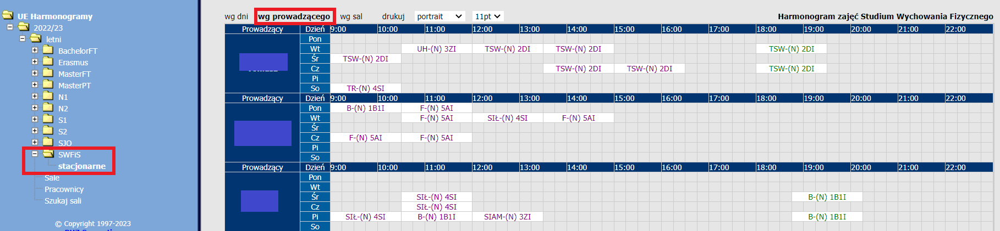 UE Harmonogramy
2022/23
letni
BachelorFT
Erasmus
MasterFT
MasterPT
N1
N2
S1
S2
SJO
SWFiS
stacjonarne
Sale
Pracownicy
Szukaj sali
© Copyright 1997-2023
wg dni wg prowadzącego wg sal drukuj portrait 11pt Harmonogram zajęć Studium Wychowania Fizycznego
Prowadzący Dzień 9:00 10:00 11:00 12:00 13:00 14:00 15:00 16:00 17:00 18:00 19:00 20:00 21:00 22:00
Pon
Wt UH-(N) 3ZI TSW-(N) 2DI TSW-(N) 2DI TSW-(N) 2DI
Śr TSW-(N) 2DI
Cz TSW-(N) 2DI TSW-(N) 2DI TSW-(N) 2DI
Pi
So TR-(N) 4SI
Prowadzący Dzień 9:00 10:00 11:00 12:00 13:00 14:00 15:00 16:00 17:00 18:00 19:00 20:00 21:00 22:00
Pon B-(N) 1B1I F-(N) 5AI
Wt F-(N) 5AI SIŁ-(N) 4SI F-(N) 5AI
Śr
Cz F-(N) 5AI F-(N) 5AI
Pi
So
Prowadzący Dzień 9:00 10:00 11:00 12:00 13:00 14:00 15:00 16:00 17:00 18:00 19:00 20:00 21:00 22:00
Pon
Wt
Śr SIŁ-(N) 4SI B-(N) 1B1I
Cz SIŁ-(N) 4SI
Pi SIŁ-(N) 4SI B-(N) 1B1I SIAM-(N) 3ZI B-(N) 1B1I
So